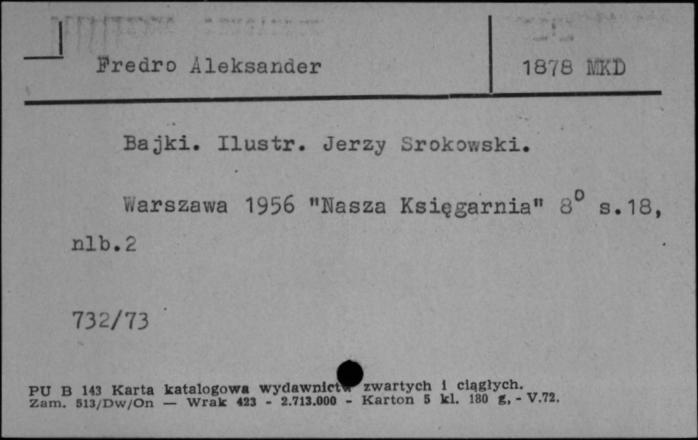 Fredro Aleksander
1878 MKD
Bajki. Ilustr. Jerzy Srokowski.
Warszawa 1956 "Nasza Księgarnia" 8° s.18,
nlb.2
732/73
PU B 143 Karta katalogowa wydawnictw zwartych i ciągłych.
Zam. 513/Dw/On — Wrak 423 - 2.713.000 - Karton 5 kl. 180 g, - V.72.